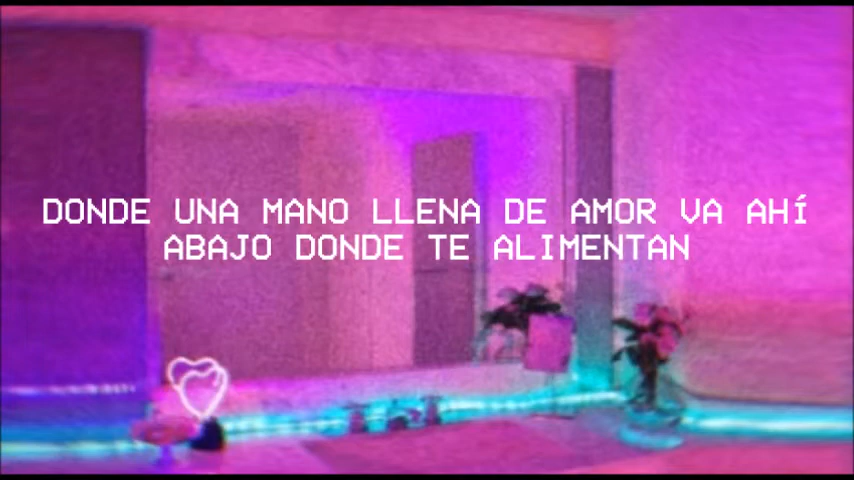 DONDE UNA MANO LLENA DE AMOR VA AHÍ
ABAJO DONDE TE ALIMENTAN